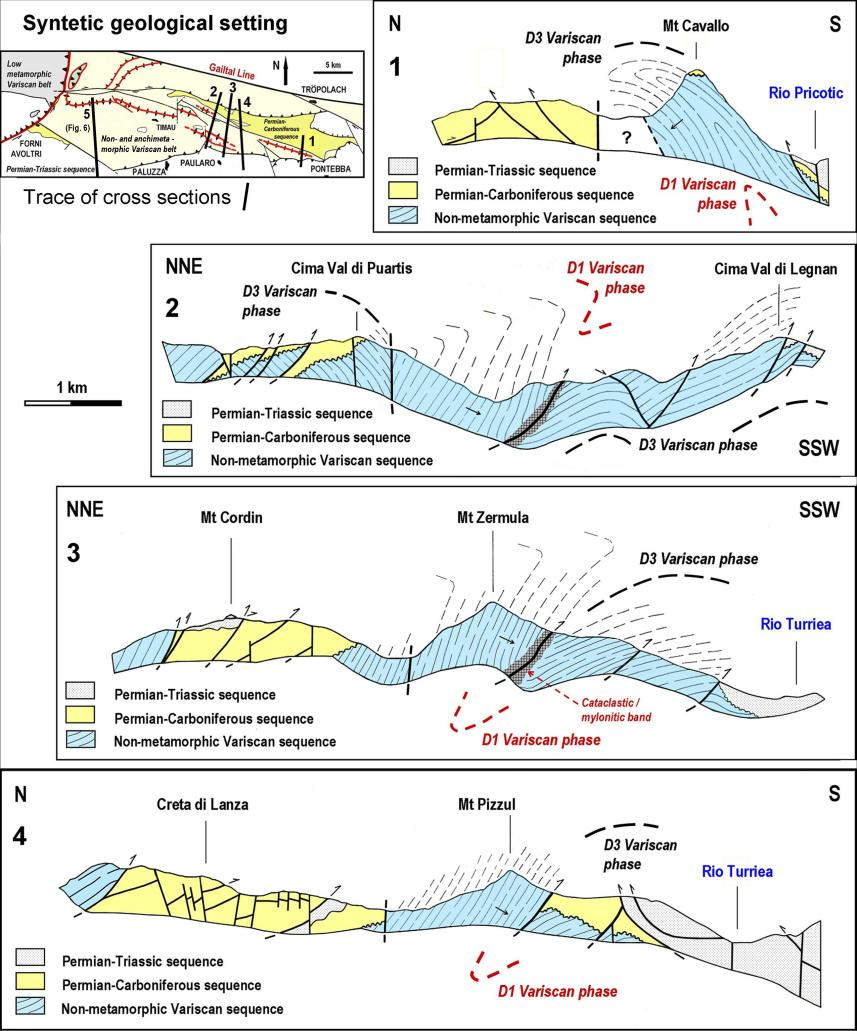 Syntetic geological setting
Low
metamorphic
Variscan belt
Gailtal Line
N
5 km
TRÖPOLACH
2
3
4
5
(Fig. 6)
TIMAU
Permian-
Carboniferous
sequence
1
Non- and anchimeta -
morphic Variscan belt
FORNI
AVOLTRI
PAULARO
Permian-Triassic sequence
PALUZZA
PONTEBBA
Trace of cross sections
N
Mt Cavallo
S
D3 Variscan
phase
1
Rio Pricotic
?
Permian-Triassic sequence
Permian-Carboniferous sequence
Non-metamorphic Variscan sequence
D1 Variscan
phase
NNE
Cima Val di Puartis
D1 Variscan
phase
Cima Val di Legnan
D3 Variscan
phase
2
1 km
Permian-Triassic sequence
Permian-Carboniferous sequence
Non-metamorphic Variscan sequence
D3 Variscan phase
SSW
NNE
Mt Cordin
Mt Zermula
SSW
3
D3 Variscan phase
Rio Turriea
Permian-Triassic sequence
Permian-Carboniferous sequence
Non-metamorphic Variscan sequence
Cataclastic /
mylonitic band
D1 Variscan phase
N
Creta di Lanza
Mt Pizzul
S
4
D3 Variscan
phase
Rio Turriea
Permian-Triassic sequence
Permian-Carboniferous sequence
Non-metamorphic Variscan sequence
D1 Variscan phase